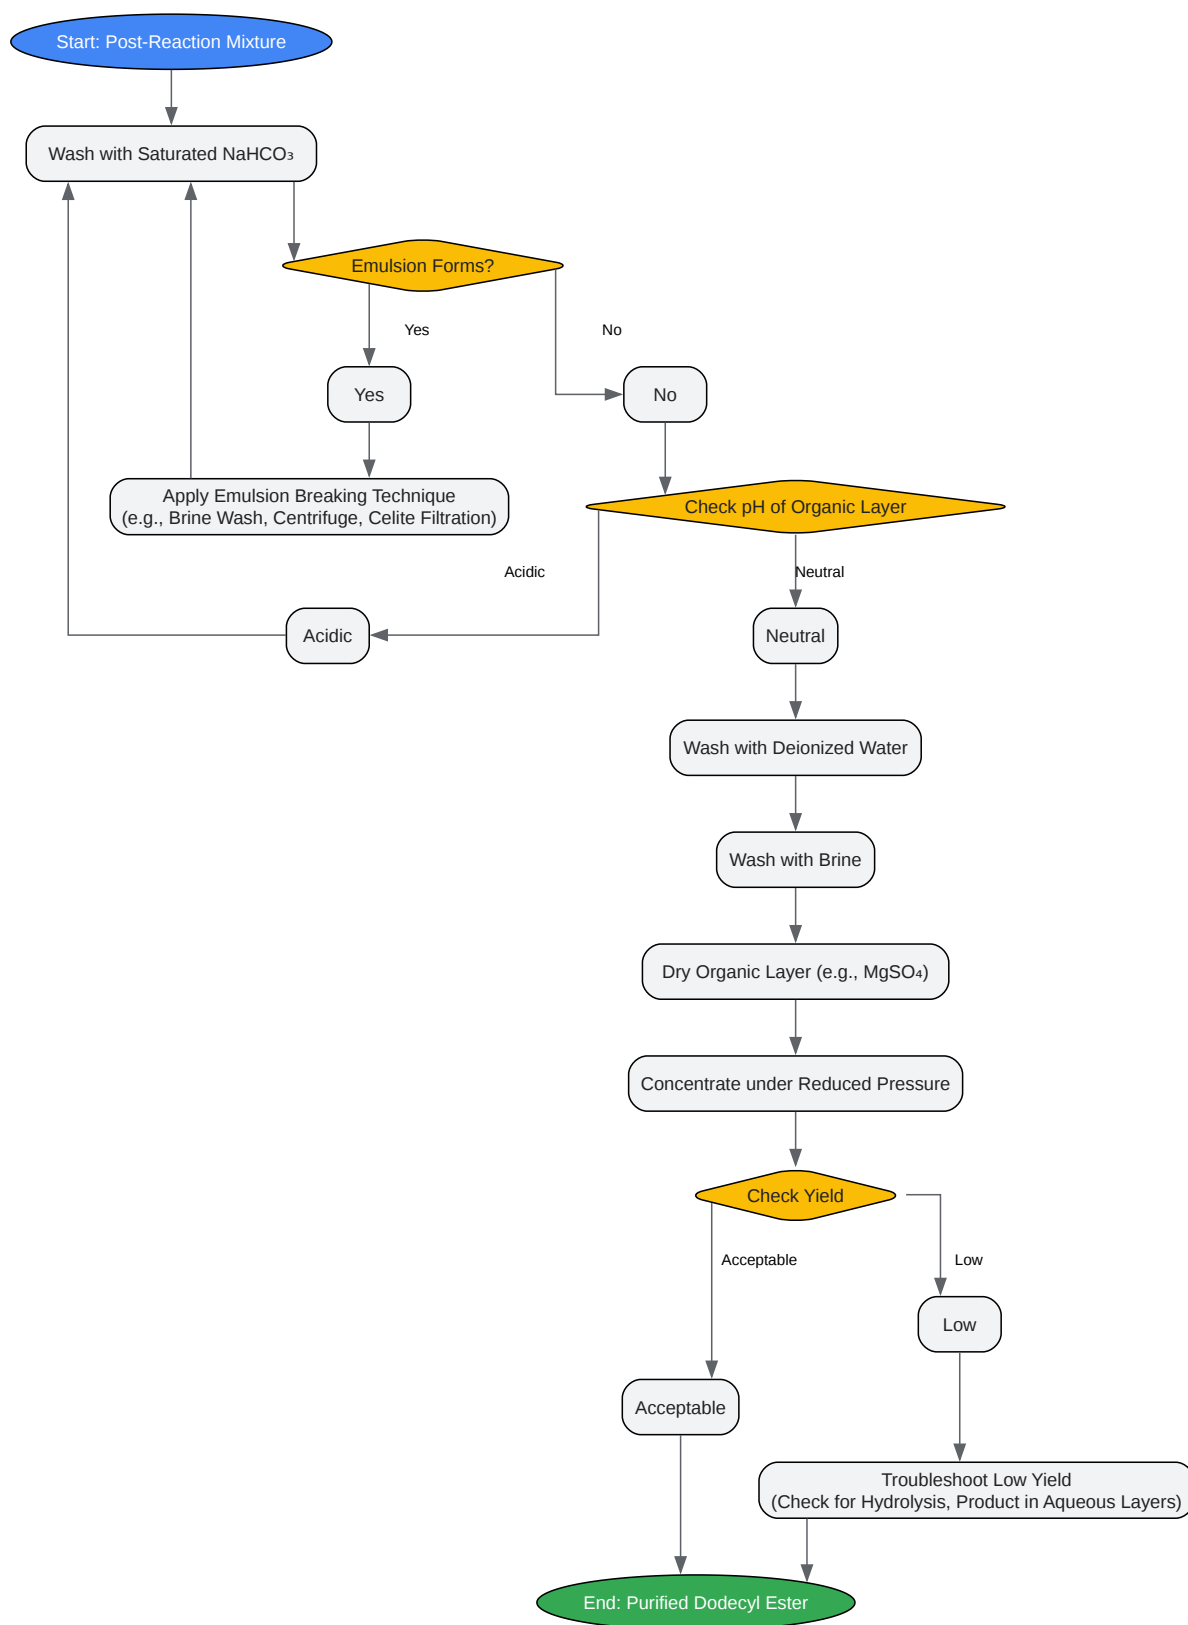 Start: Post-Reaction Mixture
Wash with Saturated NaHCO₃
Emulsion Forms?
Yes
No
Yes
No
Apply Emulsion Breaking Technique
(e.g., Brine Wash, Centrifuge, Celite Filtration)
Check pH of Organic Layer
Acidic
Neutral
Acidic
Neutral
Wash with Deionized Water
Wash with Brine
Dry Organic Layer (e.g., MgSO₄)
Concentrate under Reduced Pressure
Check Yield
Acceptable
Low
Low
Acceptable
Troubleshoot Low Yield
(Check for Hydrolysis, Product in Aqueous Layers)
End: Purified Dodecyl Ester